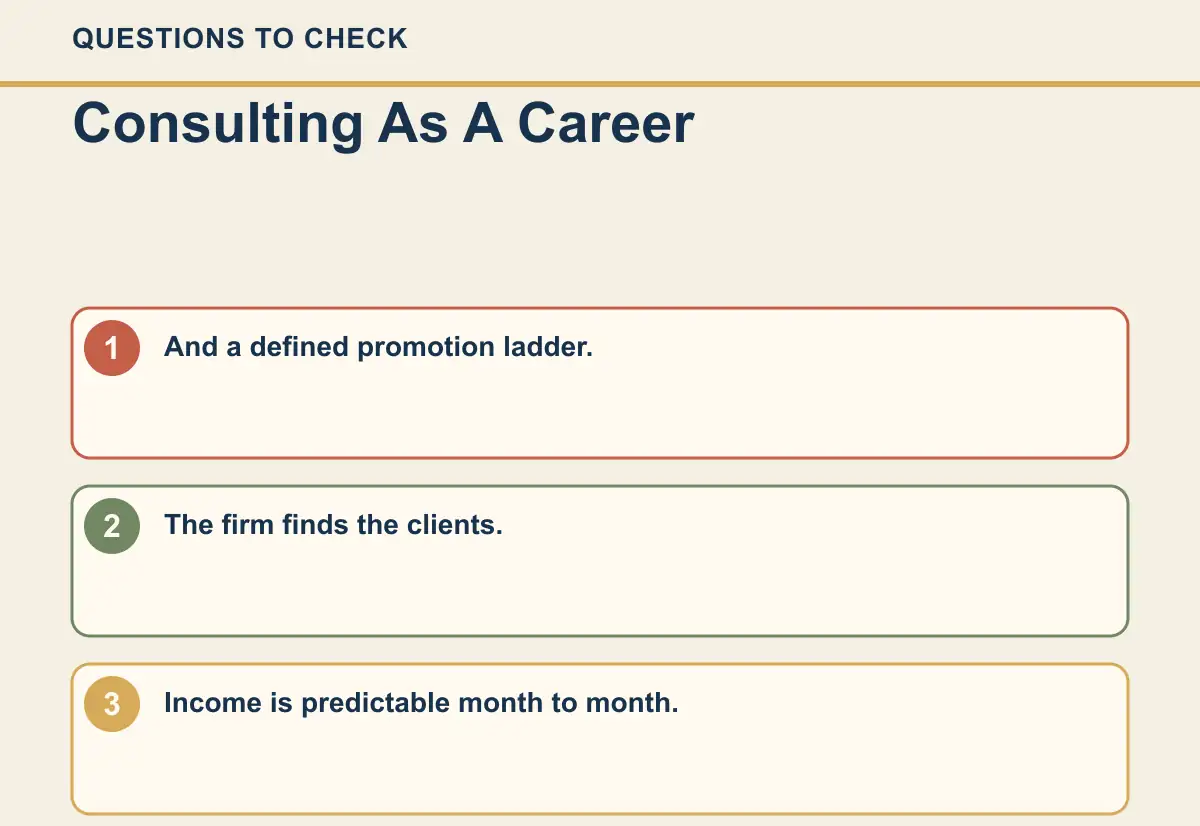 QUESTIONS TO CHECK
Consulting As A Career
1
And a defined promotion ladder.
2
The firm finds the clients.
3
Income is predictable month to month.